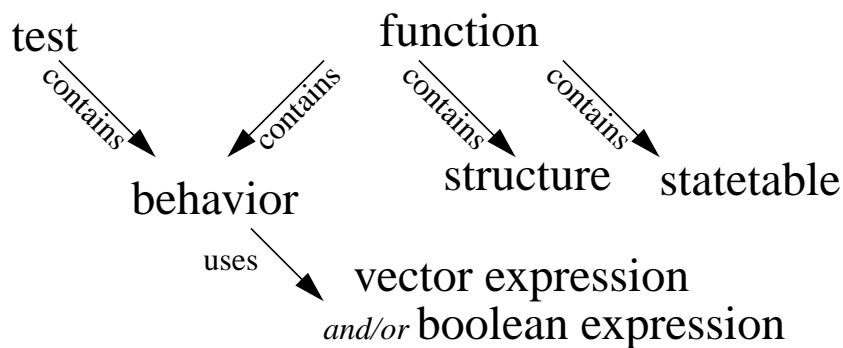 test
function
contains
contains
contains
contains
behavior
structure
statetable
uses
vector expression
and/or boolean expression